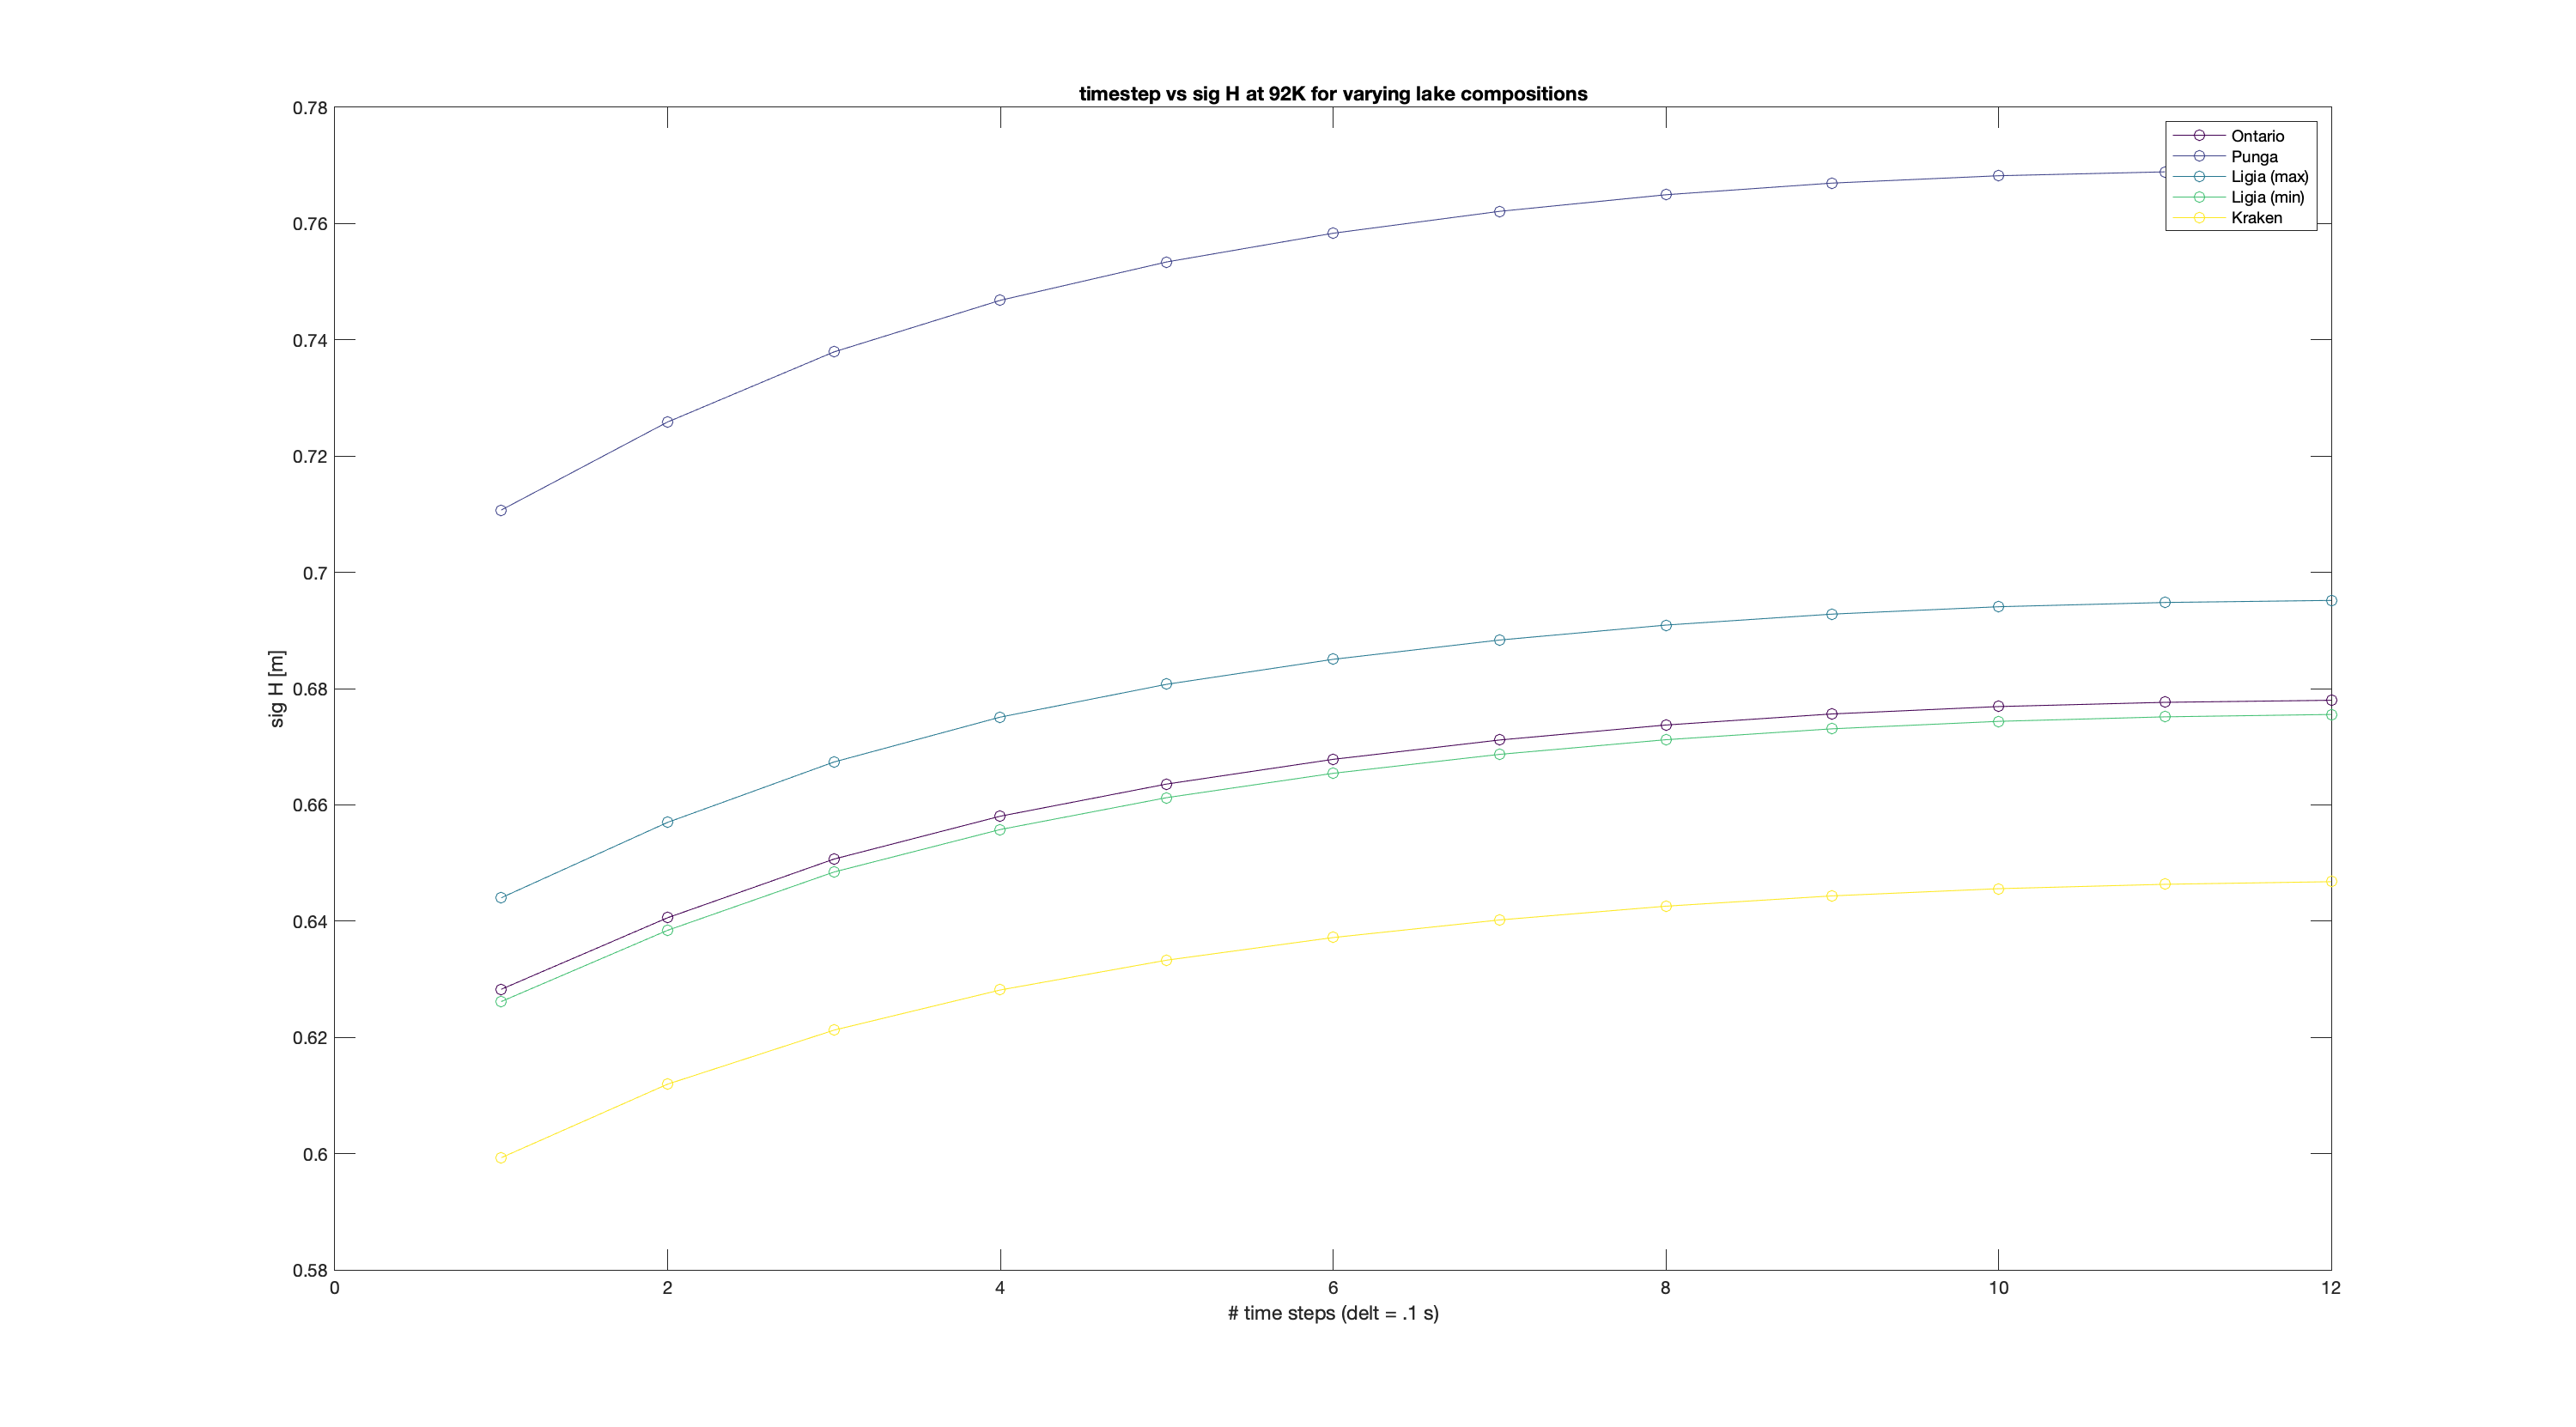 timestep vs sig H at 92K for varying lake compositions
0.78
0.76
0.74
0.72
0.7
0.68
0.66
0.64
0.62
0.6
0.58
sig H [m]
Ontario
Punga
Ligia (max)
Ligia (min)
Kraken
0 2 4 6 8 10 12
# time steps (delt = .1 s)